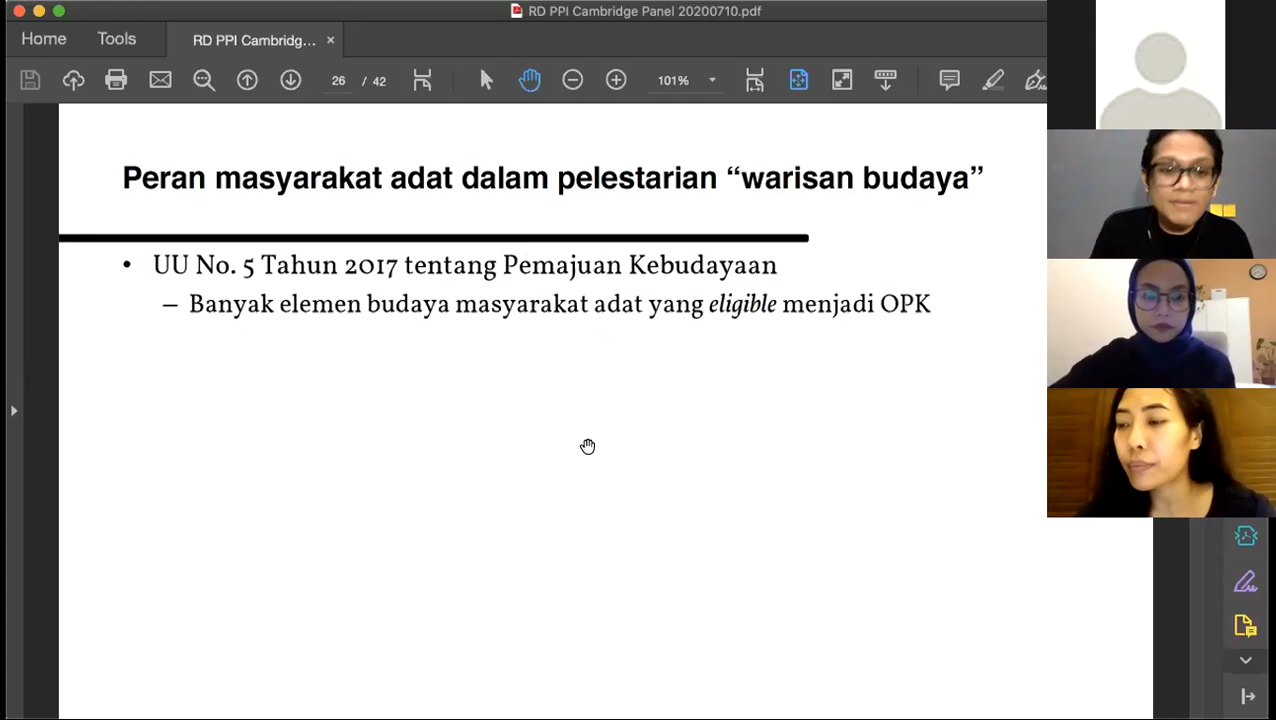 RD PPI Cambridge Panel 20200710.pdf
Home Tools RD PPI Cambridg... ×
26 / 42 101%
Peran masyarakat adat dalam pelestarian “warisan budaya”
• UU No. 5 Tahun 2017 tentang Pemajuan Kebudayaan
– Banyak elemen budaya masyarakat adat yang eligible menjadi OPK